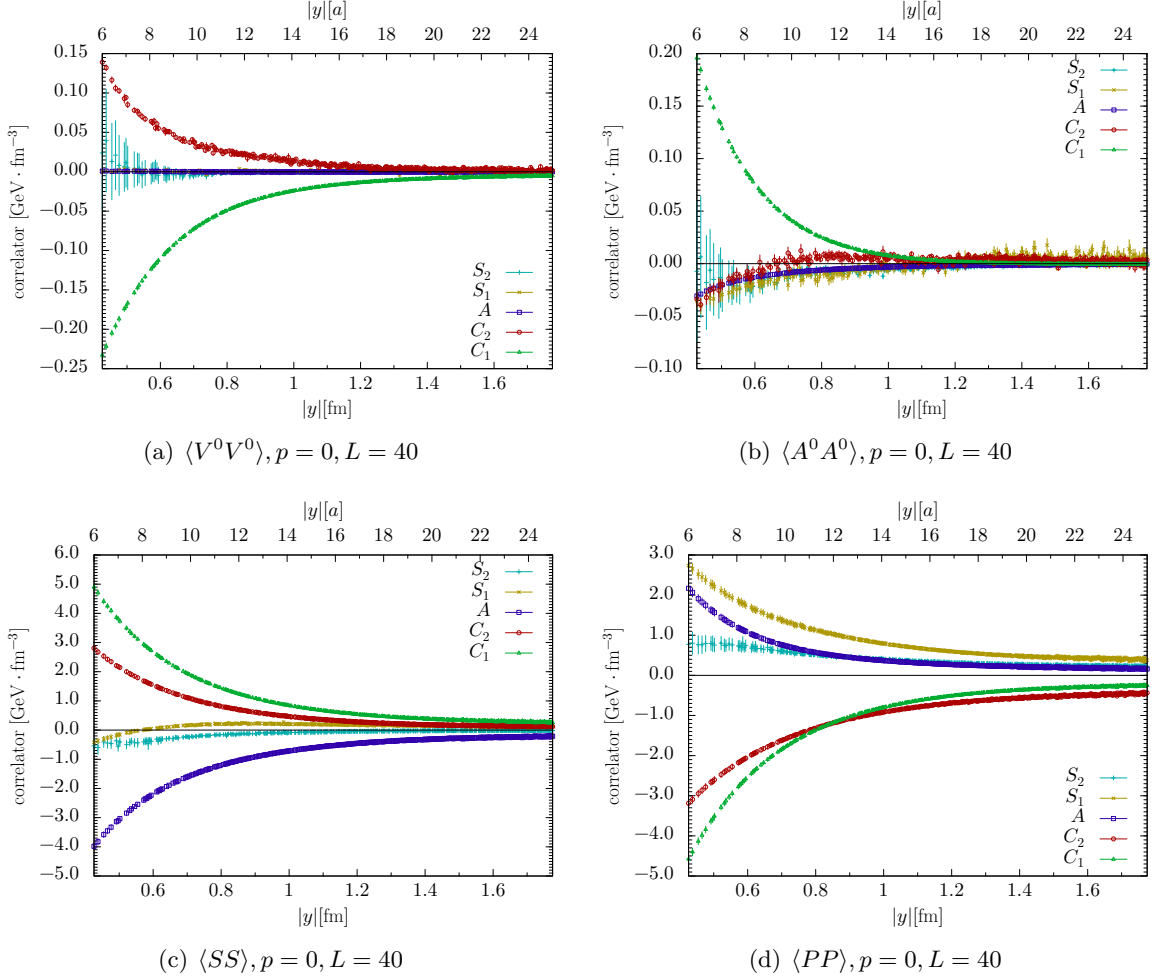 |y|[a]
6 8 10 12 14 16 18 20 22 24
0.15
0.10
0.05
0.00
−0.05
−0.10
−0.15
−0.20
−0.25
correlator [GeV · fm⁻³]
S₂
S₁
A
C₂
C₁
0.6 0.8 1 1.2 1.4 1.6
|y|[fm]
(a) ⟨V⁰V⁰⟩, p = 0, L = 40
|y|[a]
6 8 10 12 14 16 18 20 22 24
0.20
0.15
0.10
0.05
0.00
−0.05
−0.10
correlator [GeV · fm⁻³]
S₂
S₁
A
C₂
C₁
0.6 0.8 1 1.2 1.4 1.6
|y|[fm]
(b) ⟨A⁰A⁰⟩, p = 0, L = 40
|y|[a]
6 8 10 12 14 16 18 20 22 24
6.0
5.0
4.0
3.0
2.0
1.0
0.0
−1.0
−2.0
−3.0
−4.0
−5.0
correlator [GeV · fm⁻³]
S₂
S₁
A
C₂
C₁
0.6 0.8 1 1.2 1.4 1.6
|y|[fm]
(c) ⟨SS⟩, p = 0, L = 40
|y|[a]
6 8 10 12 14 16 18 20 22 24
3.0
2.0
1.0
0.0
−1.0
−2.0
−3.0
−4.0
−5.0
correlator [GeV · fm⁻³]
S₂
S₁
A
C₂
C₁
0.6 0.8 1 1.2 1.4 1.6
|y|[fm]
(d) ⟨PP⟩, p = 0, L = 40